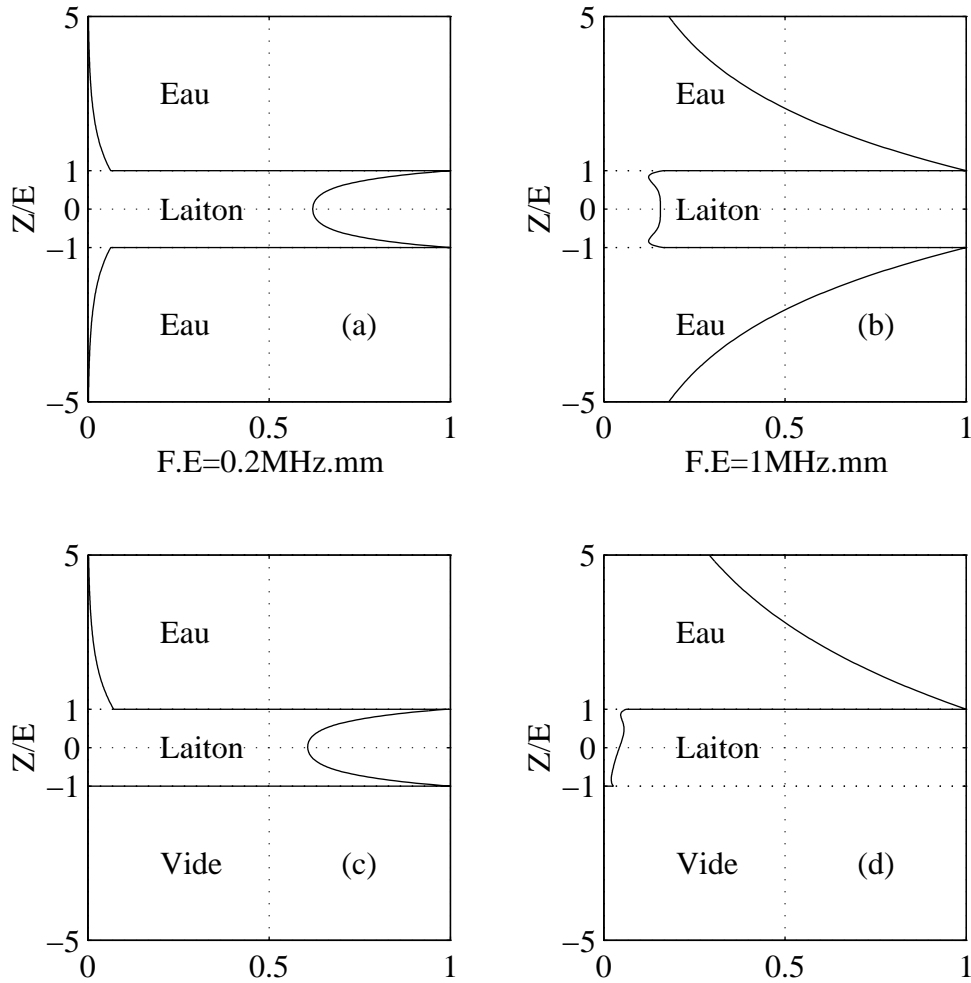 5
Eau
1
Z/E
0
Laiton
−1
Eau
(a)
−5
0
0.5
1
F.E=0.2MHz.mm
5
Eau
1
Z/E
0
Laiton
−1
Eau
(b)
−5
0
0.5
1
F.E=1MHz.mm
5
Eau
1
Z/E
0
Laiton
−1
Vide
(c)
−5
0
0.5
1
5
Eau
1
Z/E
0
Laiton
−1
Vide
(d)
−5
0
0.5
1